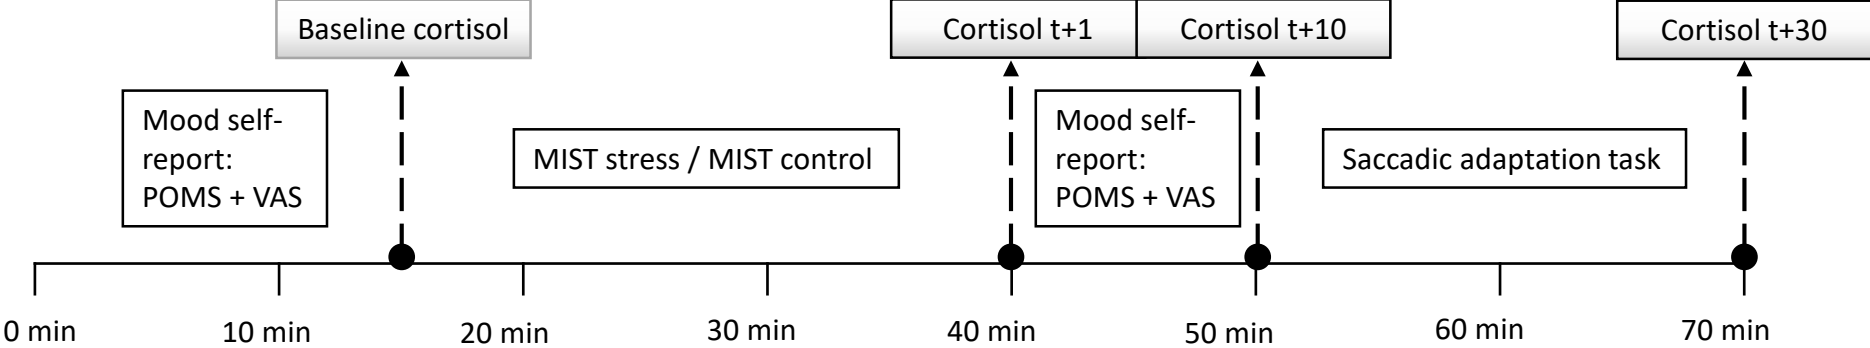 Baseline cortisol
Cortisol t+1
Cortisol t+10
Cortisol t+30
Mood self-
report:
POMS + VAS
MIST stress / MIST control
Mood self-
report:
POMS + VAS
Saccadic adaptation task
0 min
10 min
20 min
30 min
40 min
50 min
60 min
70 min